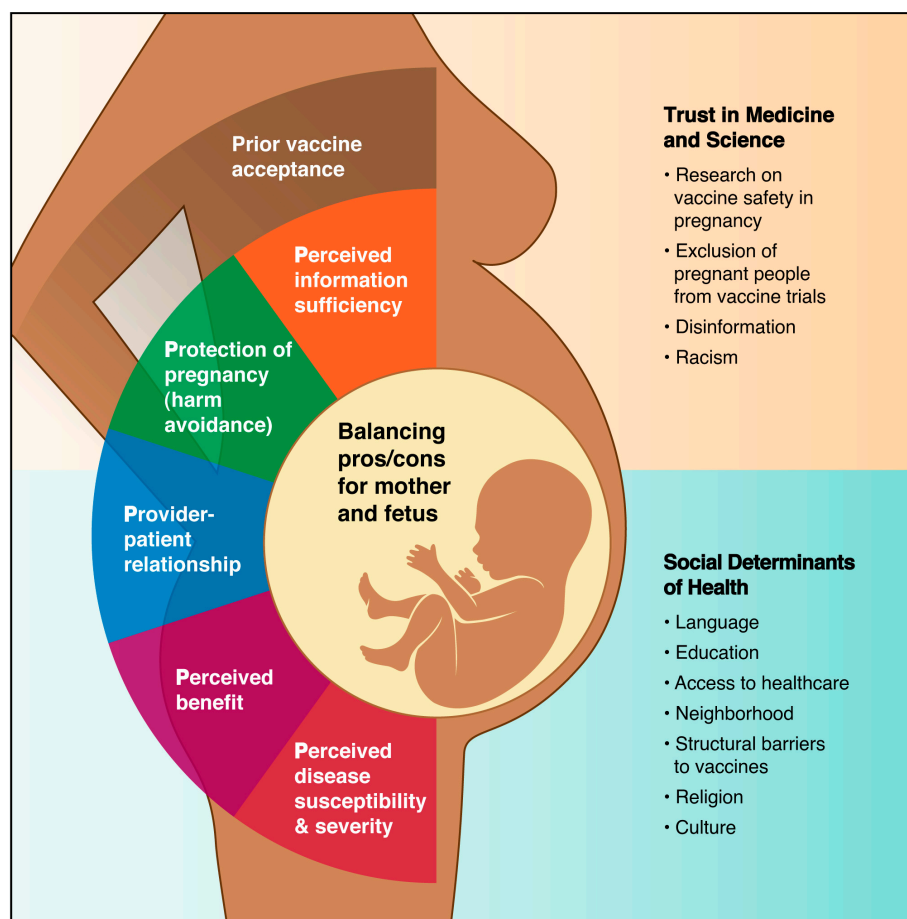 Prior vaccine
acceptance
Perceived
information
sufficiency
Protection of
pregnancy
(harm
avoidance)
Provider-
patient
relationship
Perceived
benefit
Perceived
disease
susceptibility
& severity
Balancing
pros/cons
for mother
and fetus
Trust in Medicine
and Science
• Research on
vaccine safety in
pregnancy
• Exclusion of
pregnant people
from vaccine trials
• Disinformation
• Racism
Social Determinants
of Health
• Language
• Education
• Access to healthcare
• Neighborhood
• Structural barriers
to vaccines
• Religion
• Culture